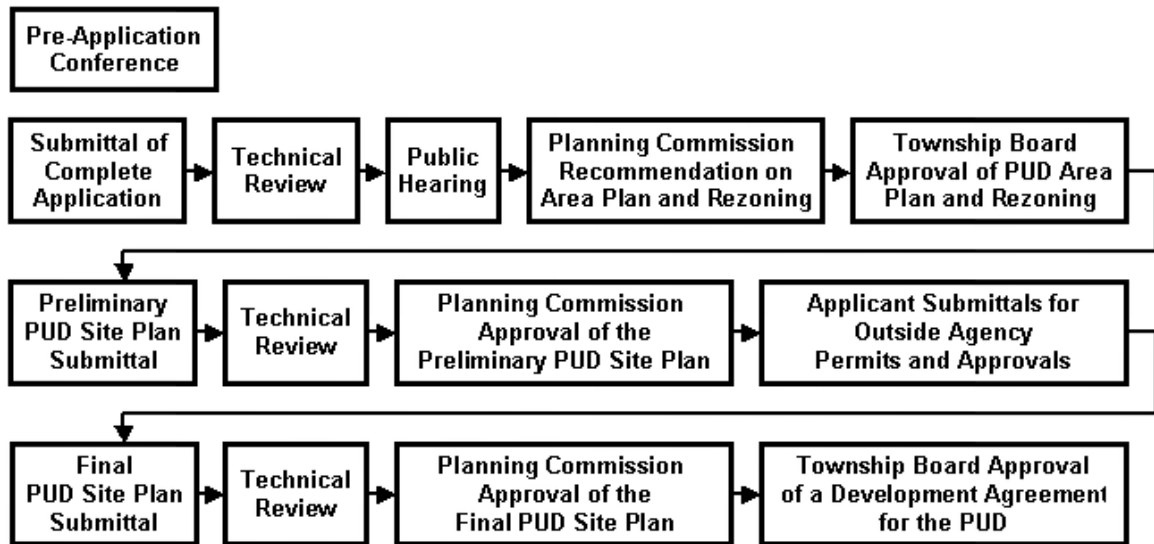 Pre-Application
Conference
Submittal of
Complete
Application
Technical
Review
Public
Hearing
Planning Commission
Recommendation on
Area Plan and Rezoning
Township Board
Approval of PUD Area
Plan and Rezoning
Preliminary
PUD Site Plan
Submittal
Technical
Review
Planning Commission
Approval of the
Preliminary PUD Site Plan
Applicant Submittals for
Outside Agency
Permits and Approvals
Final
PUD Site Plan
Submittal
Technical
Review
Planning Commission
Approval of the
Final PUD Site Plan
Township Board Approval
of a Development Agreement
for the PUD